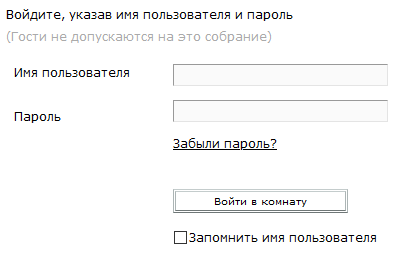 Войдите, указав имя пользователя и пароль
(Гости не допускаются на это собрание)
Имя пользователя
Пароль
Забыли пароль?
Войти в комнату
Запомнить имя пользователя